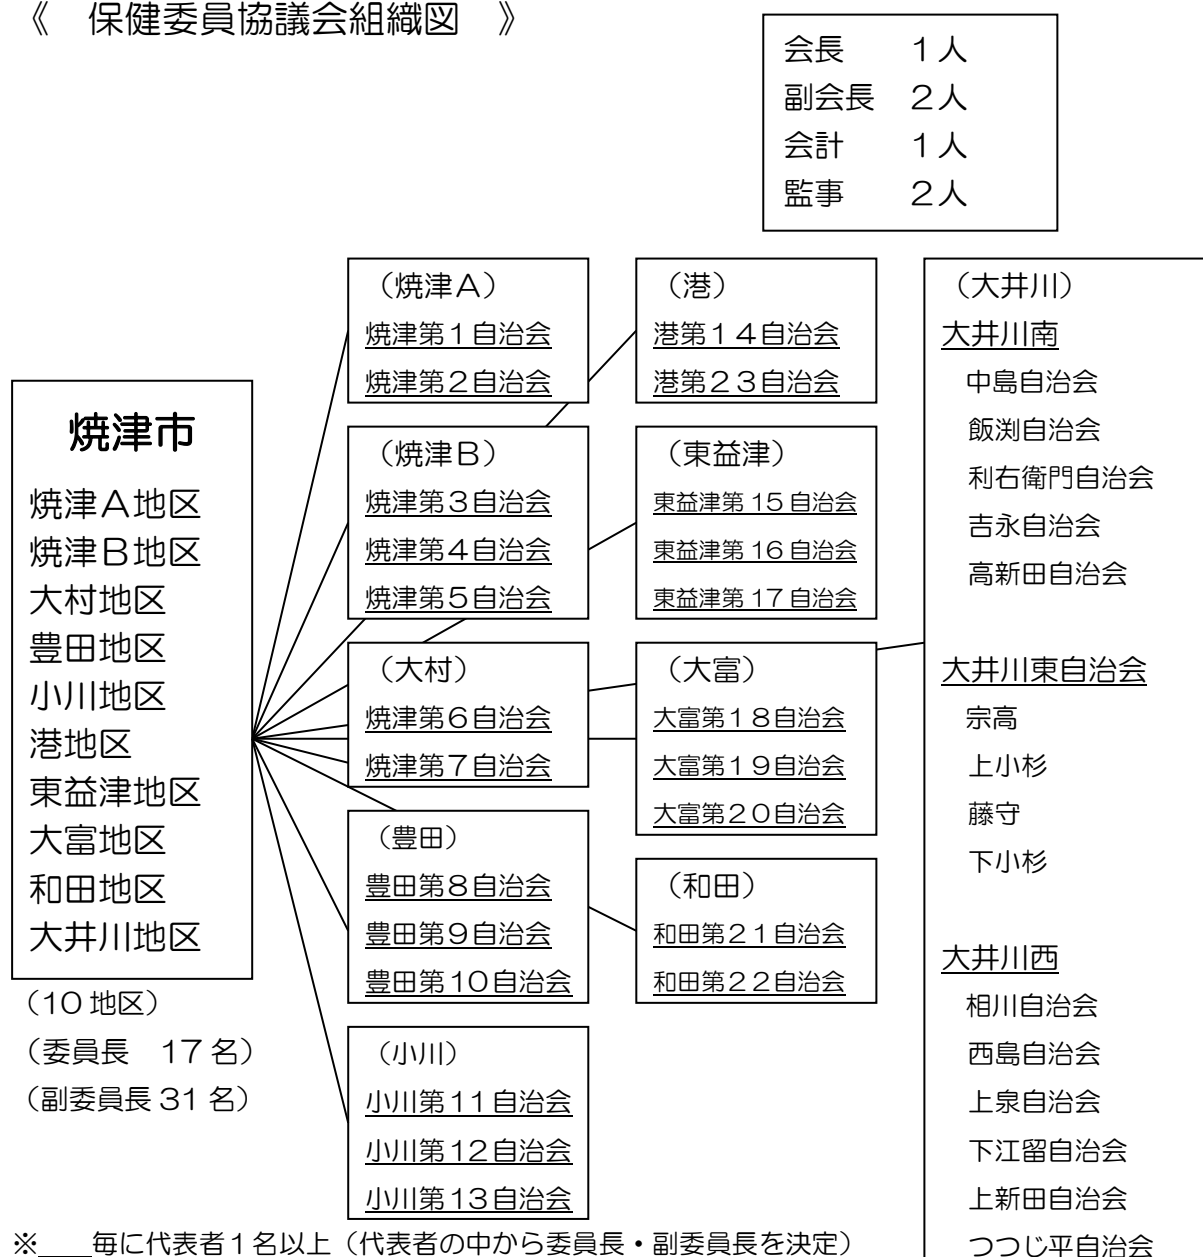 《　保健委員協議会組織図　》
会長　　１人
副会長　２人
会計　　１人
監事　　２人
焼津市
焼津Ａ地区
焼津Ｂ地区
大村地区
豊田地区
小川地区
港地区
東益津地区
大富地区
和田地区
大井川地区
（10 地区）
（委員長　17 名）
（副委員長 31 名）
（焼津Ａ）
焼津第１自治会
焼津第２自治会
（焼津Ｂ）
焼津第３自治会
焼津第４自治会
焼津第５自治会
（大村）
焼津第６自治会
焼津第７自治会
（豊田）
豊田第８自治会
豊田第９自治会
豊田第１０自治会
（小川）
小川第１１自治会
小川第１２自治会
小川第１３自治会
（港）
港第１４自治会
港第２３自治会
（東益津）
東益津第 15 自治会
東益津第 16 自治会
東益津第 17 自治会
（大富）
大富第１８自治会
大富第１９自治会
大富第２０自治会
（和田）
和田第２１自治会
和田第２２自治会
（大井川）
大井川南
中島自治会
飯渕自治会
利右衛門自治会
吉永自治会
高新田自治会
大井川東自治会
宗高
上小杉
藤守
下小杉
大井川西
相川自治会
西島自治会
上泉自治会
下江留自治会
上新田自治会
つつじ平自治会
※＿＿毎に代表者１名以上（代表者の中から委員長・副委員長を決定）